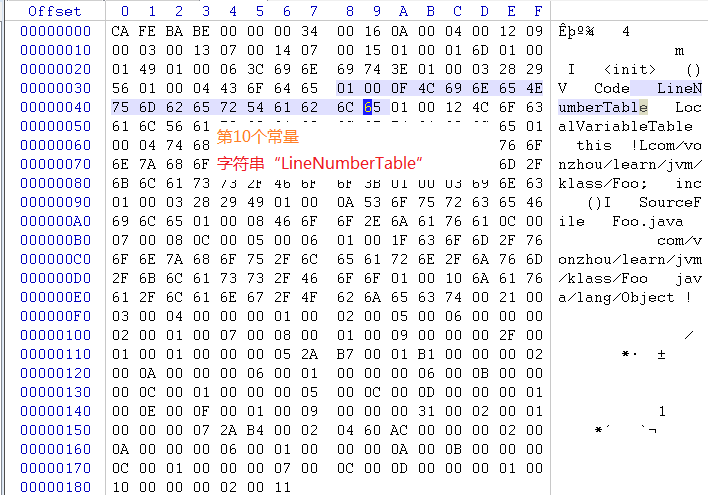 Offset 0 1 2 3 4 5 6 7 8 9 A B C D E F
00000000 CA FE BA BE 00 00 00 34 00 16 0A 00 04 00 12 09 Êþº¾ 4
00000010 00 03 00 13 07 00 14 07 00 15 01 00 01 6D 01 00 m
00000020 01 49 01 00 06 3C 69 6E 69 74 3E 01 00 03 28 29 I <init> ()
00000030 56 01 00 04 43 6F 64 65 01 00 0F 4C 69 6E 65 4E V Code LineN
00000040 75 6D 62 65 72 54 61 62 6C 65 01 00 12 4C 6F 63 umberTable Loc
00000050 61 6C 56 61 65 01 alVariableTable
00000060 00 04 74 68 76 6F this !Lcom/vo
00000070 6E 7A 68 6F 6D 2F nzhou/learn/jvm/
00000080 6B 6C 61 73 73 2F 46 6F 6F 3B 01 00 03 69 6E 63 klass/Foo; inc
00000090 01 00 03 28 29 49 01 00 0A 53 6F 75 72 63 65 46 ()I SourceF
000000A0 69 6C 65 01 00 08 46 6F 6F 2E 6A 61 76 61 0C 00 ile Foo.java
000000B0 07 00 08 0C 00 05 00 06 01 00 1F 63 6F 6D 2F 76 com/v
000000C0 6F 6E 7A 68 6F 75 2F 6C 65 61 72 6E 2F 6A 76 6D onzhou/learn/jvm
000000D0 2F 6B 6C 61 73 73 2F 46 6F 6F 01 00 10 6A 61 76 /klass/Foo jav
000000E0 61 2F 6C 61 6E 67 2F 4F 62 6A 65 63 74 00 21 00 a/lang/Object !
000000F0 03 00 04 00 00 00 01 00 02 00 05 00 06 00 00 00
00000100 02 00 01 00 07 00 08 00 01 00 09 00 00 00 2F 00 /
00000110 01 00 01 00 00 00 05 2A B7 00 01 B1 00 00 00 02 *· ±
00000120 00 0A 00 00 00 06 00 01 00 00 00 06 00 0B 00 00
00000130 00 0C 00 01 00 00 00 05 00 0C 00 0D 00 00 00 01
00000140 00 0E 00 0F 00 01 00 09 00 00 00 31 00 02 00 01 1
00000150 00 00 00 07 2A B4 00 02 04 60 AC 00 00 00 02 00 *´ `¬
00000160 0A 00 00 00 06 00 01 00 00 00 0A 00 0B 00 00 00
00000170 0C 00 01 00 00 00 07 00 0C 00 0D 00 00 00 01 00
00000180 10 00 00 00 02 00 11
第10个常量
字符串“LineNumberTable“